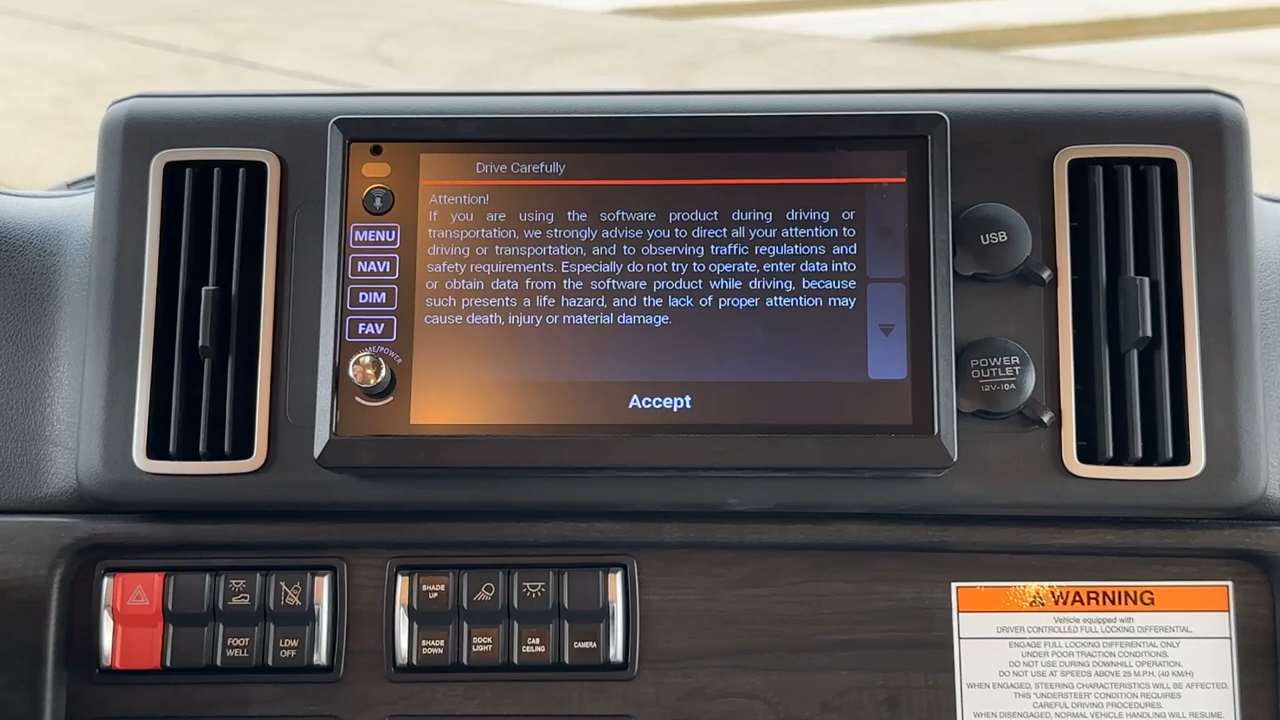 Drive Carefully
Attention!
If you are using the software product during driving or
transportation, we strongly advise you to direct all your attention to
driving or transportation, and to observing traffic regulations and
safety requirements. Especially do not try to operate, enter data into
or obtain data from the software product while driving, because
such presents a life hazard, and the lack of proper attention may
cause death, injury or material damage.
Accept
MENU
NAVI
DIM
FAV
VOLUME/POWER
USB
POWER
OUTLET
12V-10A
FOOT
WELL
LDW
OFF
SHADE
UP
SHADE
DOWN
DOCK
LIGHT
CAB
CEILING
CAMERA
WARNING
Vehicle equipped with
DRIVER CONTROLLED FULL LOCKING DIFFERENTIAL.
ENGAGE FULL LOCKING DIFFERENTIAL ONLY
UNDER POOR TRACTION CONDITIONS.
DO NOT USE DURING DOWNHILL OPERATION.
DO NOT USE AT SPEEDS ABOVE 25 M.P.H. (40 KM/H)
WHEN ENGAGED, STEERING CHARACTERISTICS WILL BE AFFECTED.
THIS "UNDERSTEER" CONDITION REQUIRES
CAREFUL DRIVING PROCEDURES.
WHEN DISENGAGED, NORMAL VEHICLE HANDLING WILL RESUME.